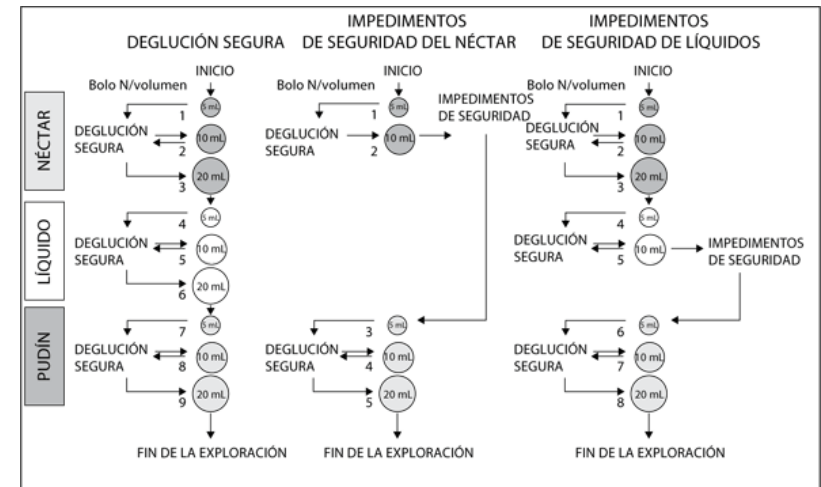 DEGLUCIÓN SEGURA
IMPEDIMENTOS
DE SEGURIDAD DEL NÉCTAR
IMPEDIMENTOS
DE SEGURIDAD DE LÍQUIDOS
NÉCTAR
LÍQUIDO
PUDÍN
Bolo N/volumen
INICIO
5 mL
1
DEGLUCIÓN
SEGURA
10 mL
2
20 mL
3
5 mL
4
DEGLUCIÓN
SEGURA
10 mL
5
20 mL
6
5 mL
7
DEGLUCIÓN
SEGURA
10 mL
8
20 mL
9
FIN DE LA EXPLORACIÓN
Bolo N/volumen
INICIO
5 mL
1
IMPEDIMENTOS
DE SEGURIDAD
DEGLUCIÓN
SEGURA
10 mL
2
5 mL
3
DEGLUCIÓN
SEGURA
10 mL
4
20 mL
5
FIN DE LA EXPLORACIÓN
Bolo N/volumen
INICIO
5 mL
1
DEGLUCIÓN
SEGURA
10 mL
2
20 mL
3
5 mL
4
DEGLUCIÓN
SEGURA
10 mL
5
IMPEDIMENTOS
DE SEGURIDAD
5 mL
6
DEGLUCIÓN
SEGURA
10 mL
7
20 mL
8
FIN DE LA EXPLORACIÓN